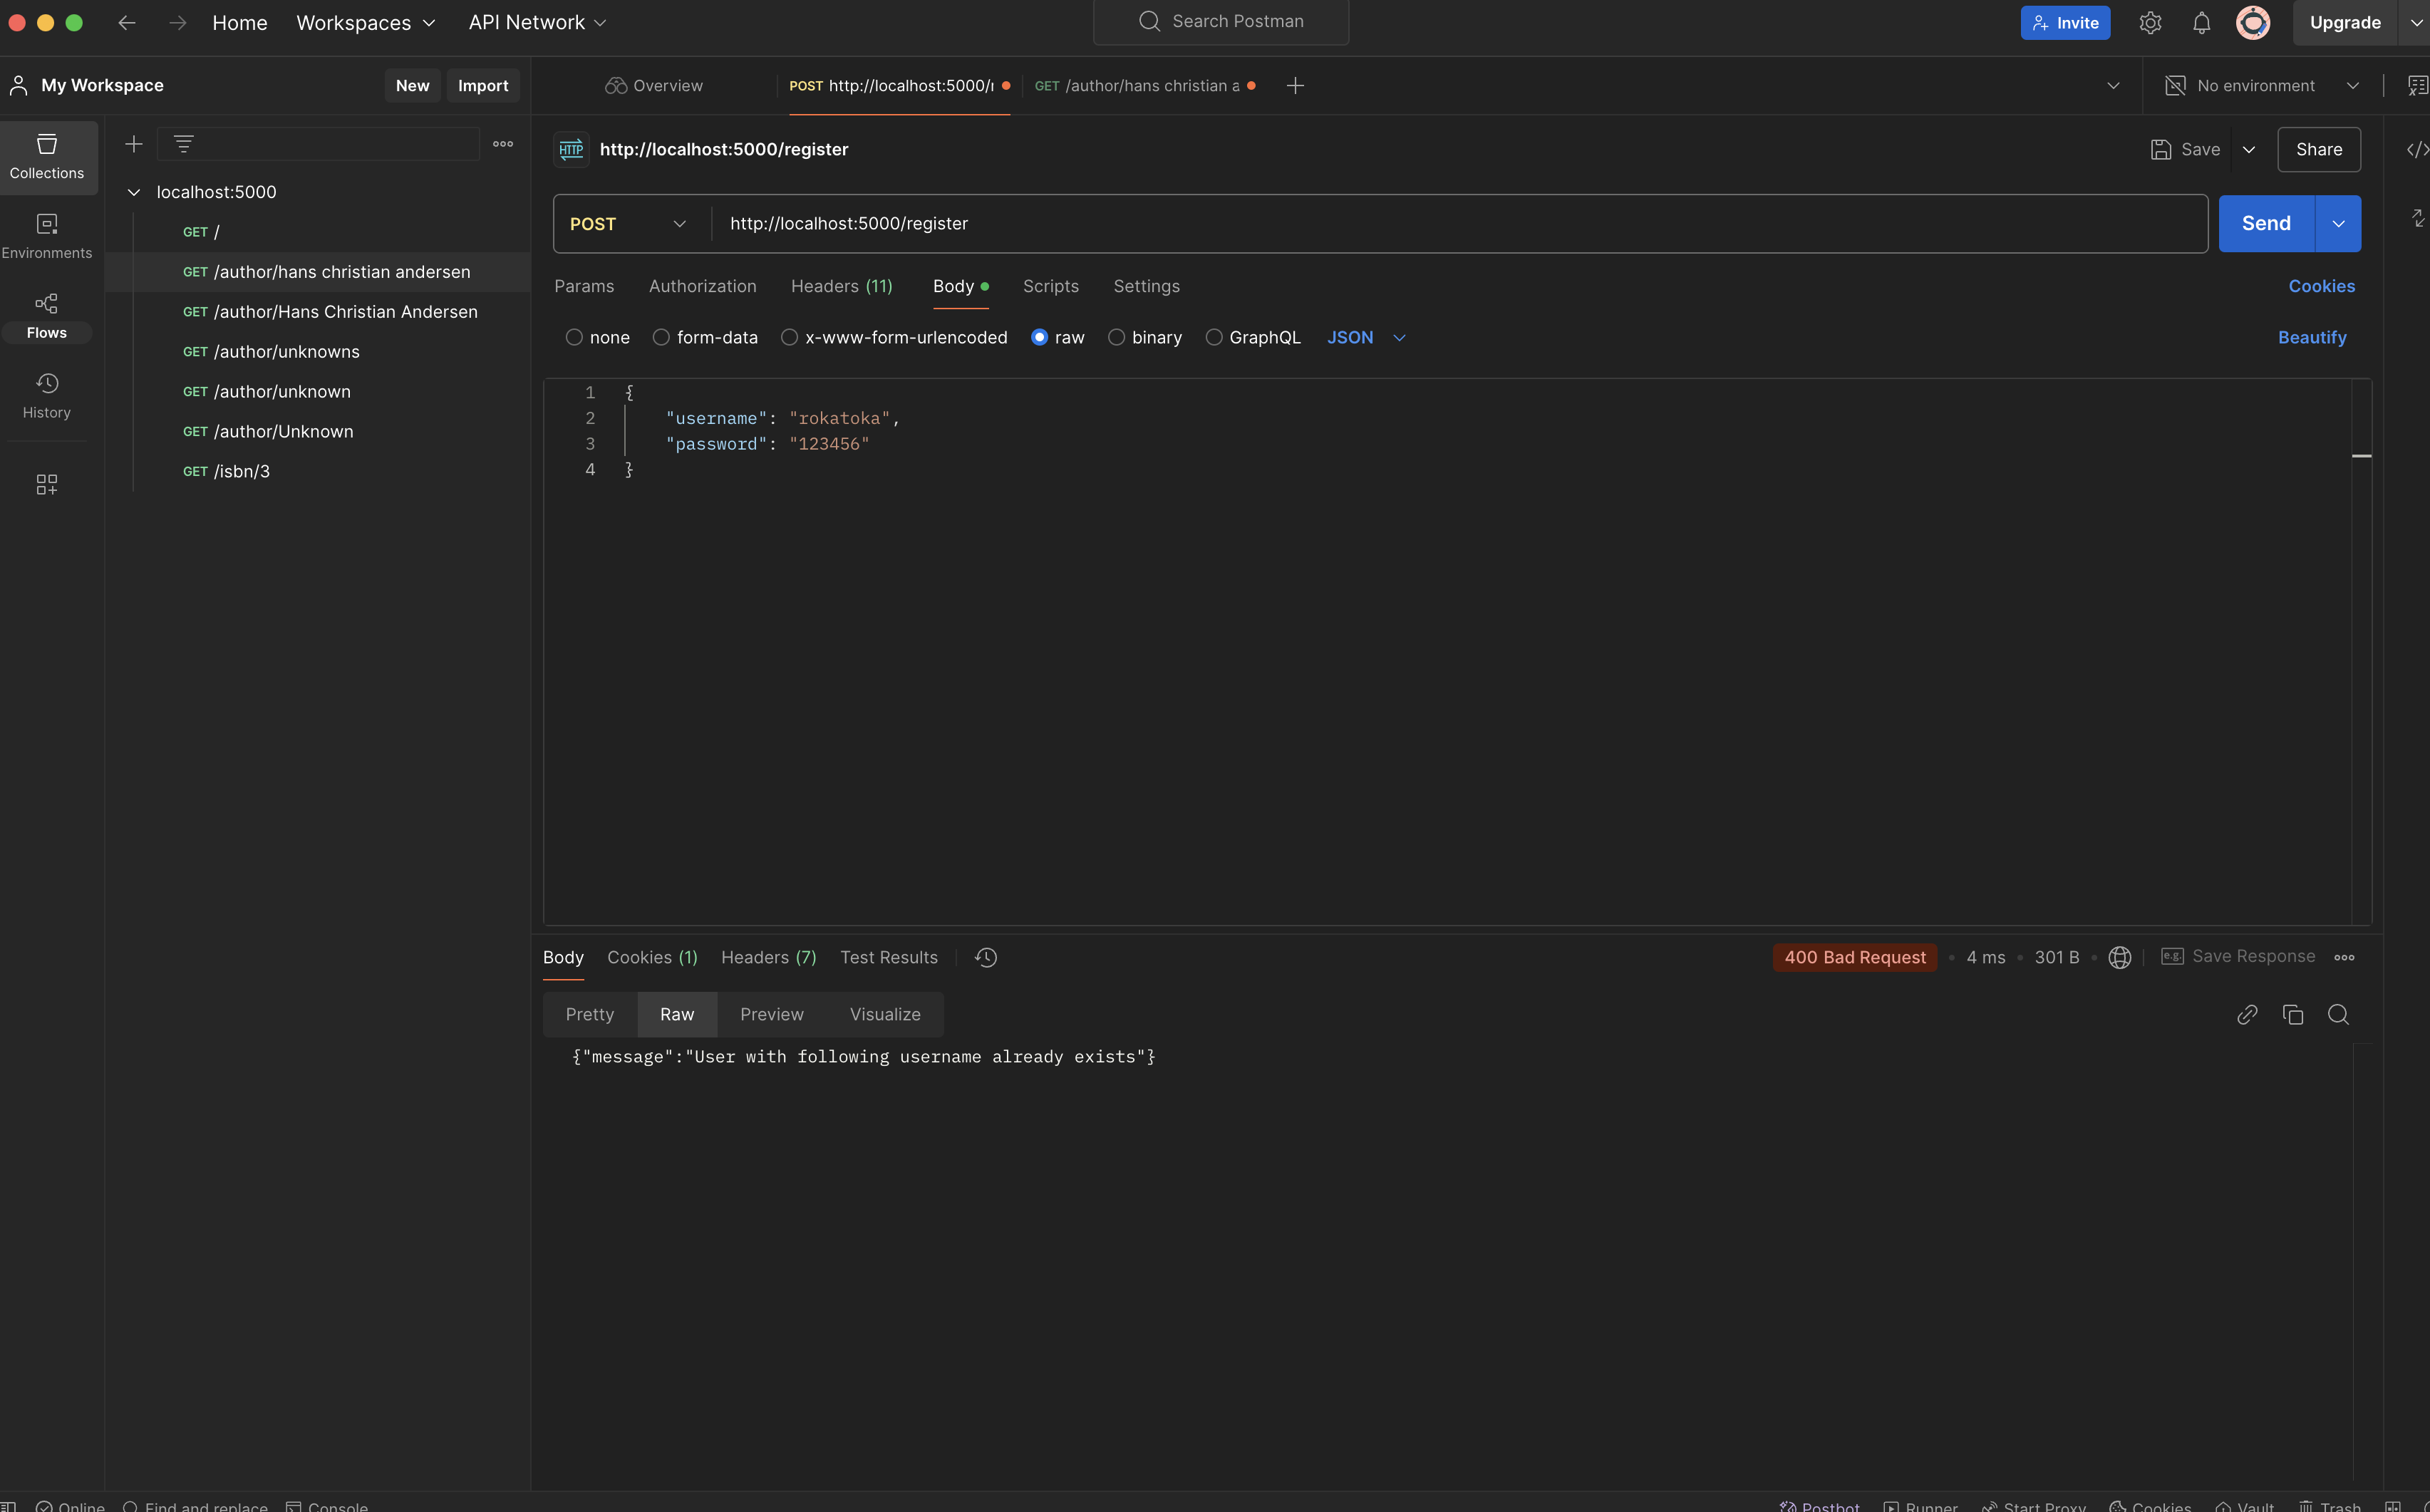 Home Workspaces API Network Search Postman Invite Upgrade
My Workspace New Import Overview POST http://localhost:5000/r GET /author/hans christian a No environment
Collections
Environments
Flows
History
localhost:5000
GET /
GET /author/hans christian andersen
GET /author/Hans Christian Andersen
GET /author/unknowns
GET /author/unknown
GET /author/Unknown
GET /isbn/3
HTTP http://localhost:5000/register Save Share
POST http://localhost:5000/register Send
Params Authorization Headers (11) Body Scripts Settings Cookies
none form-data x-www-form-urlencoded raw binary GraphQL JSON Beautify
1 {
2 "username": "rokatoka",
3 "password": "123456"
4 }
Body Cookies (1) Headers (7) Test Results 400 Bad Request 4 ms 301 B e.g. Save Response
Pretty Raw Preview Visualize
{"message":"User with following username already exists"}
Online Find and replace Console Postbot Runner Start Proxy Cookies Vault Trash